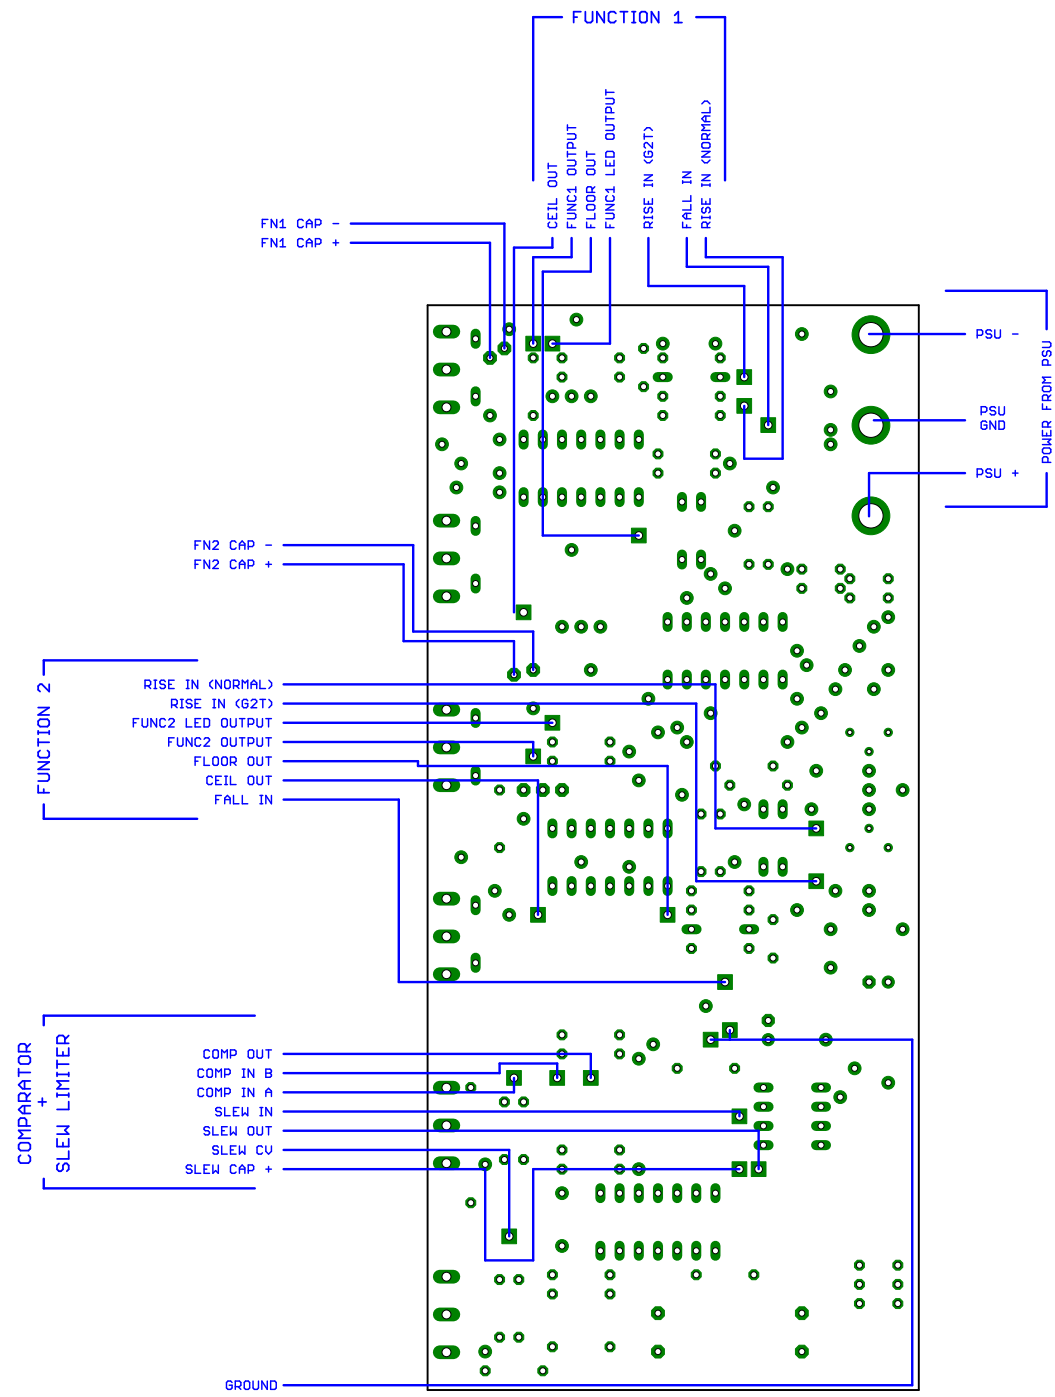 FUNCTION 1
CEIL OUT
FUNC1 OUTPUT
FLOOR OUT
FUNC1 LED OUTPUT
RISE IN (G2T)
FALL IN
RISE IN (NORMAL)
FN1 CAP -
FN1 CAP +
PSU -
PSU
GND
PSU +
POWER FROM PSU
FN2 CAP -
FN2 CAP +
FUNCTION 2
RISE IN (NORMAL)
RISE IN (G2T)
FUNC2 LED OUTPUT
FUNC2 OUTPUT
FLOOR OUT
CEIL OUT
FALL IN
COMPARATOR
+
SLEW LIMITER
COMP OUT
COMP IN B
COMP IN A
SLEW IN
SLEW OUT
SLEW CV
SLEW CAP +
GROUND